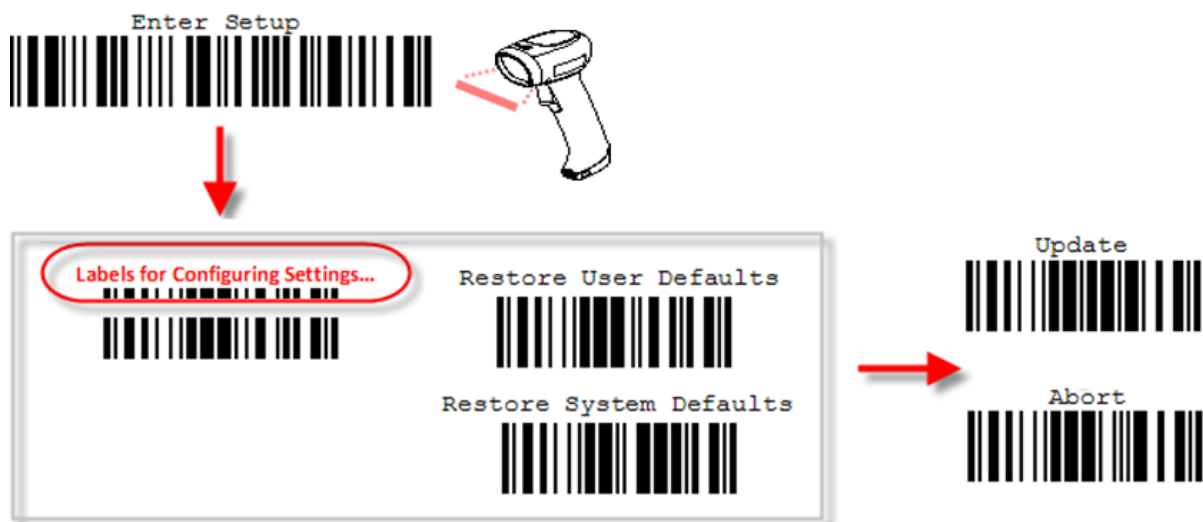 Enter Setup
Labels for Configuring Settings...
Restore User Defaults
Restore System Defaults
Update
Abort